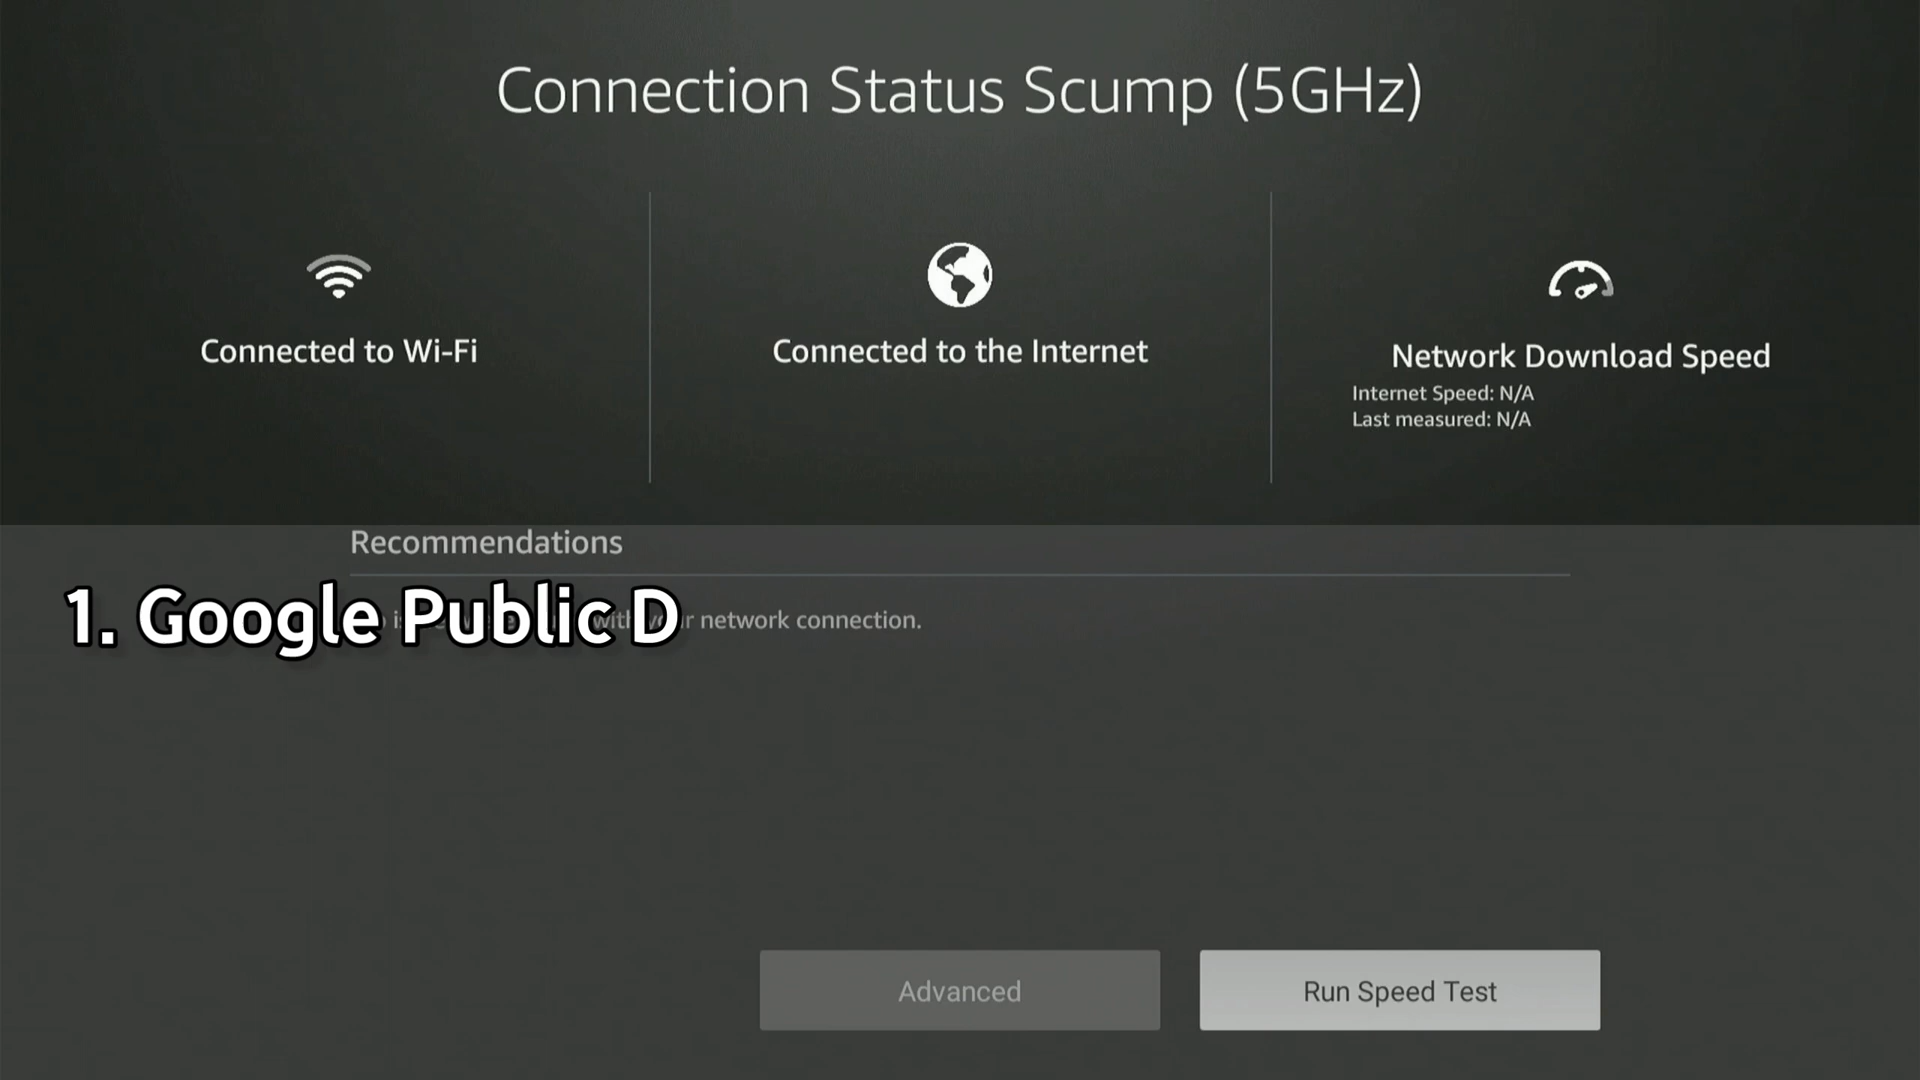 Connection Status Scump (5GHz)
Connected to Wi-Fi
Connected to the Internet
Network Download Speed
Internet Speed: N/A
Last measured: N/A
Recommendations
1. Google Public D
network connection.
Advanced
Run Speed Test